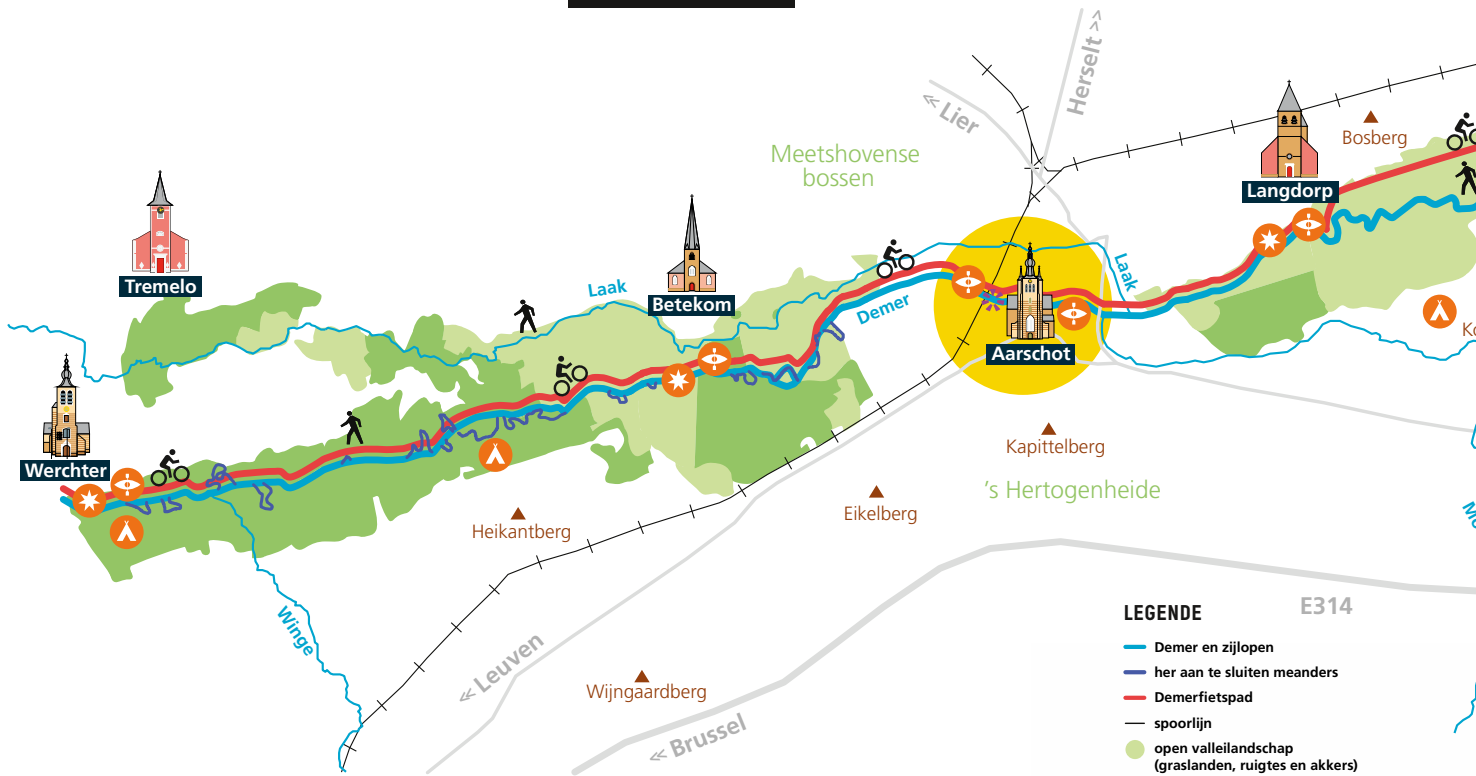 Herselt >>
<< Lier
Bosberg
Meetshovense
bossen
Langdorp
Tremelo
Laak
Betekom
Laak
Demer
Aarschot
Werchter
Kapittelberg
's Hertogenheide
Eikelberg
Heikantberg
Winge
<< Leuven
Wijngaardberg
<< Brussel
E314
LEGENDE
Demer en zijlopen
her aan te sluiten meanders
Demerfietspad
spoorlijn
open valleilandschap
(graslanden, ruigtes en akkers)